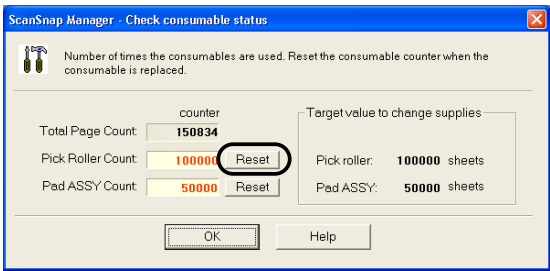 ScanSnap Manager - Check consumable status
Number of times the consumables are used. Reset the consumable counter when the
consumable is replaced.
counter
Target value to change supplies
Total Page Count: 150834
Pick Roller Count: 100000 Reset
Pick roller: 100000 sheets
Pad ASSY Count: 50000 Reset
Pad ASSY: 50000 sheets
OK Help